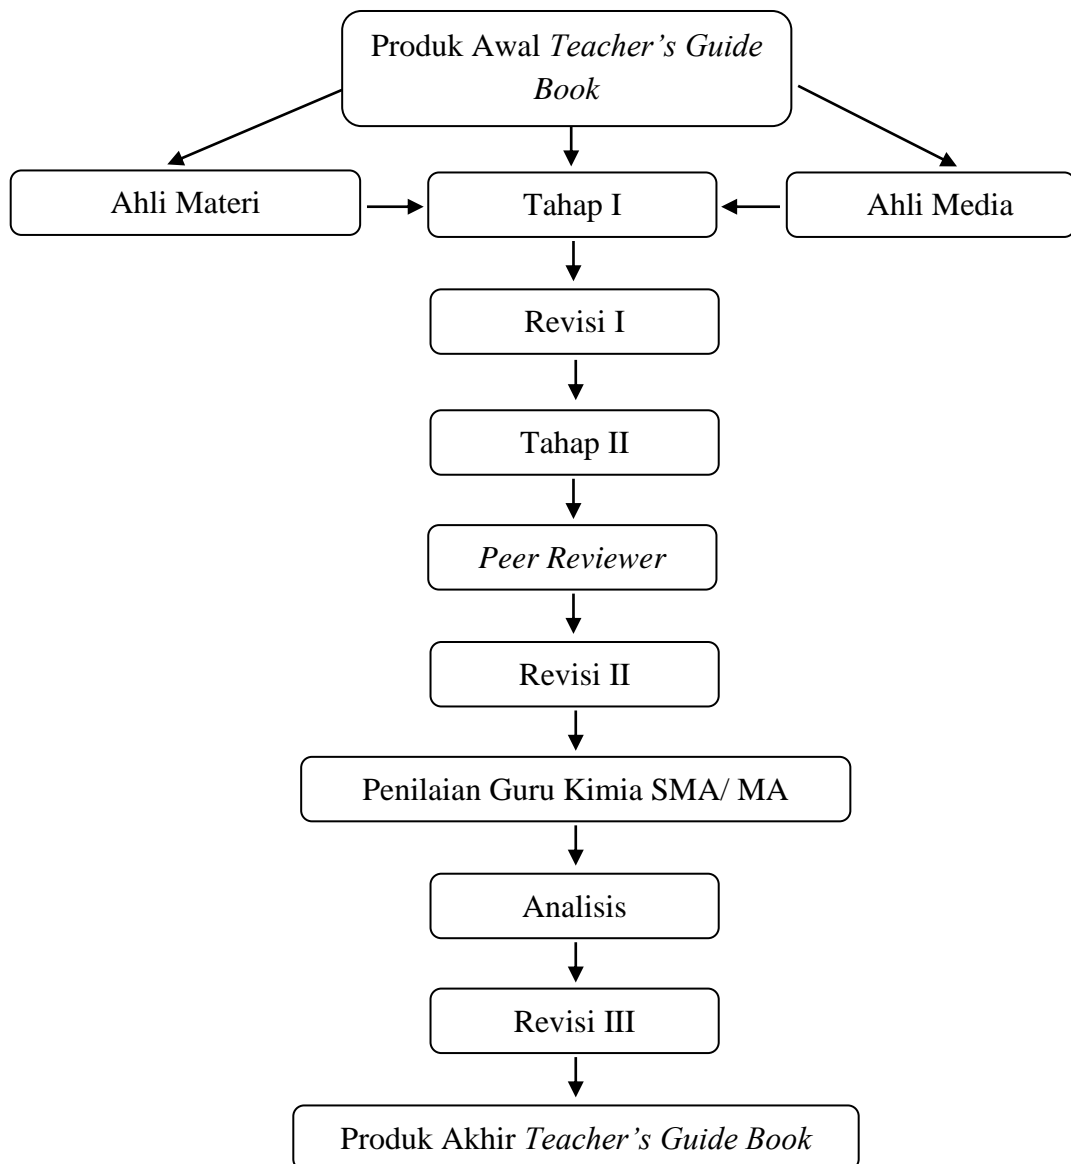 Produk Awal Teacher’s Guide
Book
Ahli Materi
Tahap I
Ahli Media
Revisi I
Tahap II
Peer Reviewer
Revisi II
Penilaian Guru Kimia SMA/ MA
Analisis
Revisi III
Produk Akhir Teacher’s Guide Book